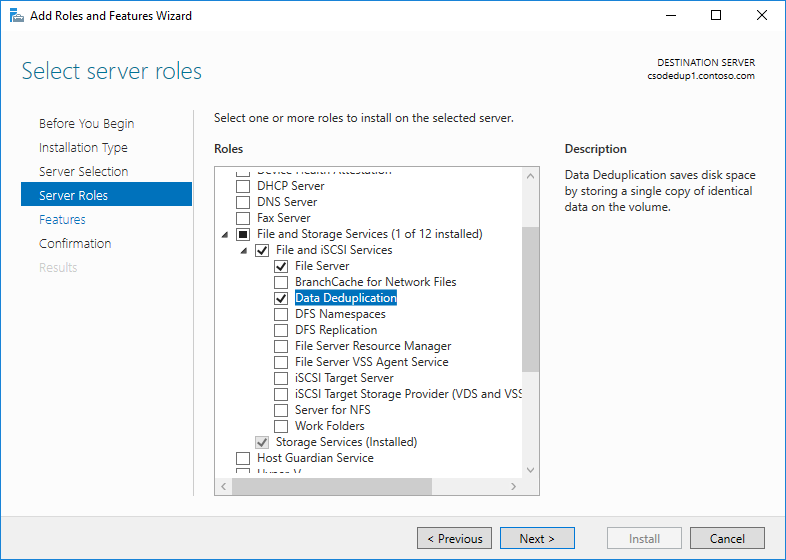 Add Roles and Features Wizard
Select server roles
DESTINATION SERVER
csodedup1.contoso.com
Before You Begin
Installation Type
Server Selection
Server Roles
Features
Confirmation
Results
Select one or more roles to install on the selected server.
Roles
Device Health Attestation
DHCP Server
DNS Server
Fax Server
File and Storage Services (1 of 12 installed)
File and iSCSI Services
File Server
BranchCache for Network Files
Data Deduplication
DFS Namespaces
DFS Replication
File Server Resource Manager
File Server VSS Agent Service
iSCSI Target Server
iSCSI Target Storage Provider (VDS and VSS
Server for NFS
Work Folders
Storage Services (Installed)
Host Guardian Service
Hyper-V
Description
Data Deduplication saves disk space
by storing a single copy of identical
data on the volume.
< Previous
Next >
Install
Cancel